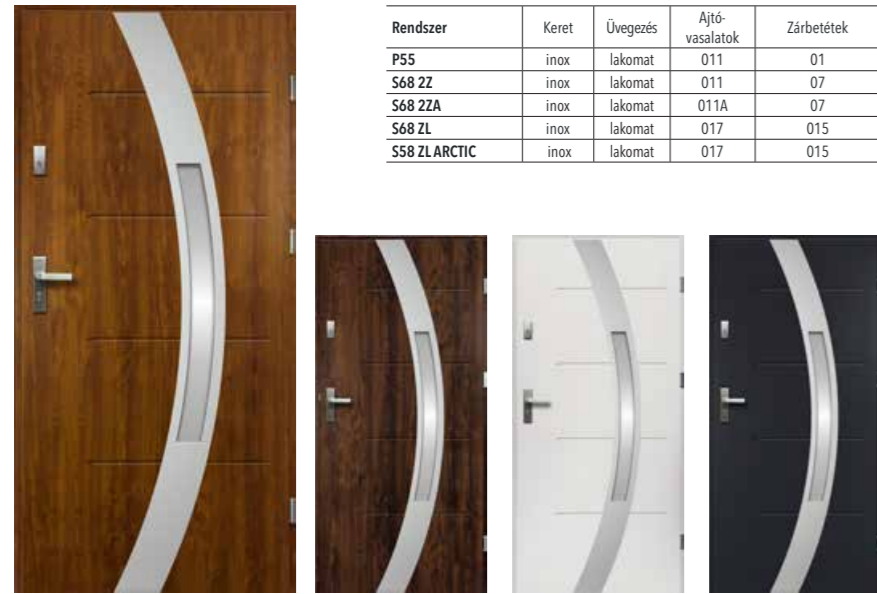 Rendszer Keret Üvegezés Ajtó-vasalatok Zárbetétek
P55 inox lakomat 011 01
S68 2Z inox lakomat 011 07
S68 2ZA inox lakomat 011A 07
S68 ZL inox lakomat 017 015
S58 ZL ARCTIC inox lakomat 017 015